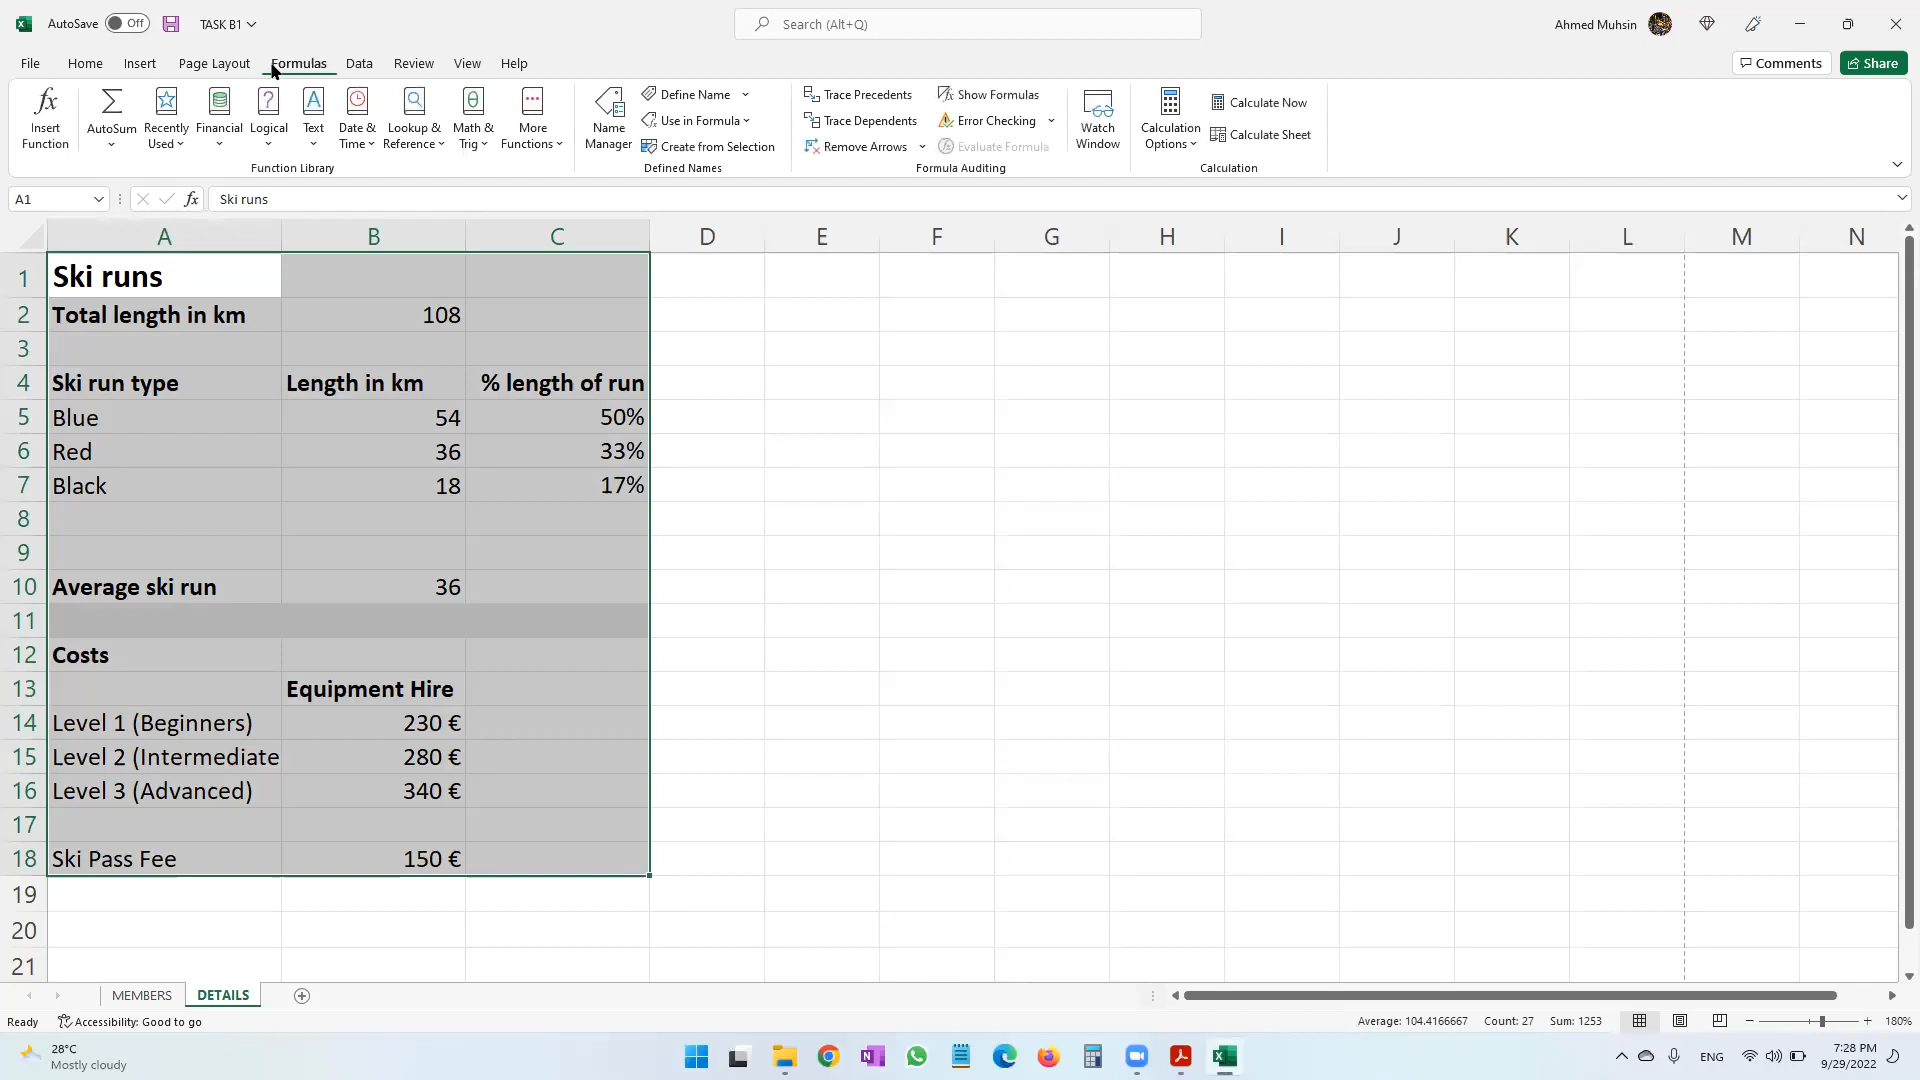 AutoSave Off TASK B1 Search (Alt+Q) Ahmed Muhsin
File Home Insert Page Layout Formulas Data Review View Help Comments Share
Insert Function AutoSum Recently Used Financial Logical Text Date & Time Lookup & Reference Math & Trig More Functions
Function Library
Name Manager
Define Name
Use in Formula
Create from Selection
Defined Names
Trace Precedents Show Formulas
Trace Dependents Error Checking
Remove Arrows Evaluate Formula
Formula Auditing
Watch Window
Calculation Options
Calculate Now
Calculate Sheet
Calculation
A1 fx Ski runs
A B C D E F G H I J K L M N
1 Ski runs
2 Total length in km 108
3
4 Ski run type Length in km % length of run
5 Blue 54 50%
6 Red 36 33%
7 Black 18 17%
8
9
10 Average ski run 36
11
12 Costs
13 Equipment Hire
14 Level 1 (Beginners) 230 €
15 Level 2 (Intermediate 280 €
16 Level 3 (Advanced) 340 €
17
18 Ski Pass Fee 150 €
19
20
21
MEMBERS DETAILS
Ready Accessibility: Good to go Average: 104.4166667 Count: 27 Sum: 1253 180%
28°C
Mostly cloudy
ENG
7:28 PM
9/29/2022